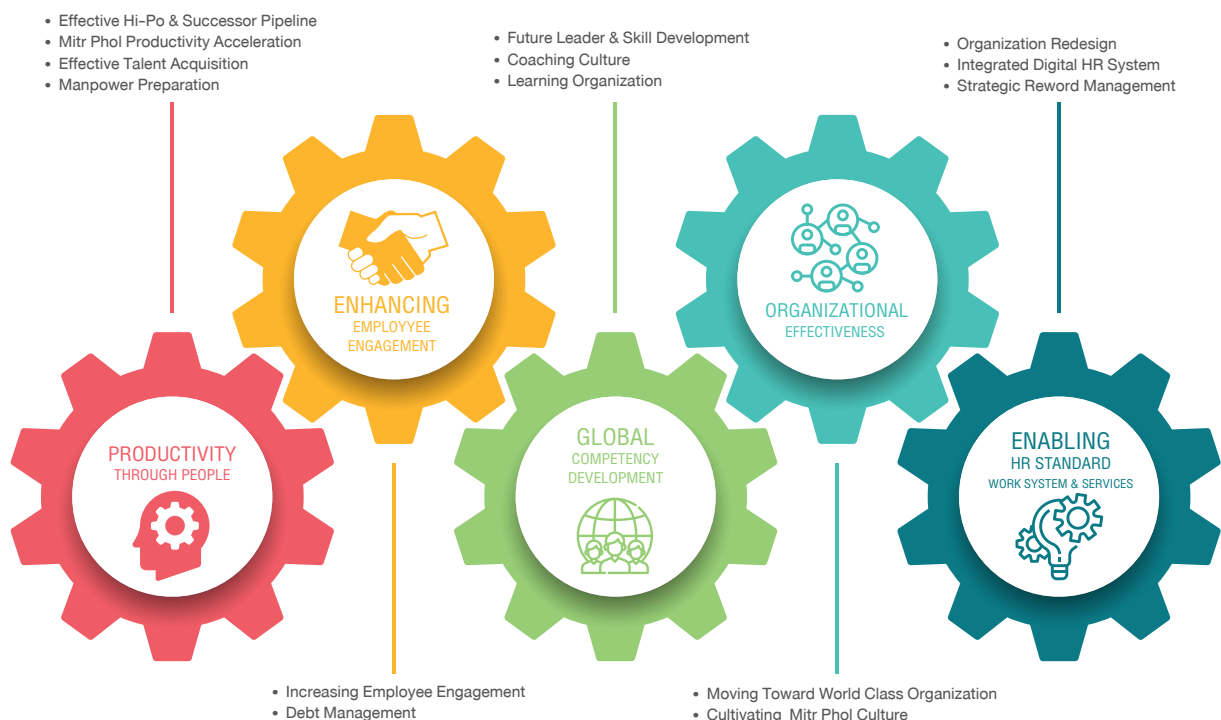 • Effective Hi-Po & Successor Pipeline
• Mitr Phol Productivity Acceleration
• Effective Talent Acquisition
• Manpower Preparation
• Future Leader & Skill Development
• Coaching Culture
• Learning Organization
• Organization Redesign
• Integrated Digital HR System
• Strategic Reword Management
ENHANCING
EMPLOYYEE
ENGAGEMENT
ORGANIZATIONAL
EFFECTIVENESS
PRODUCTIVITY
THROUGH PEOPLE
GLOBAL
COMPETENCY
DEVELOPMENT
ENABLING
HR STANDARD
WORK SYSTEM & SERVICES
• Increasing Employee Engagement
• Debt Management
• Moving Toward World Class Organization
• Cultivating Mitr Phol Culture